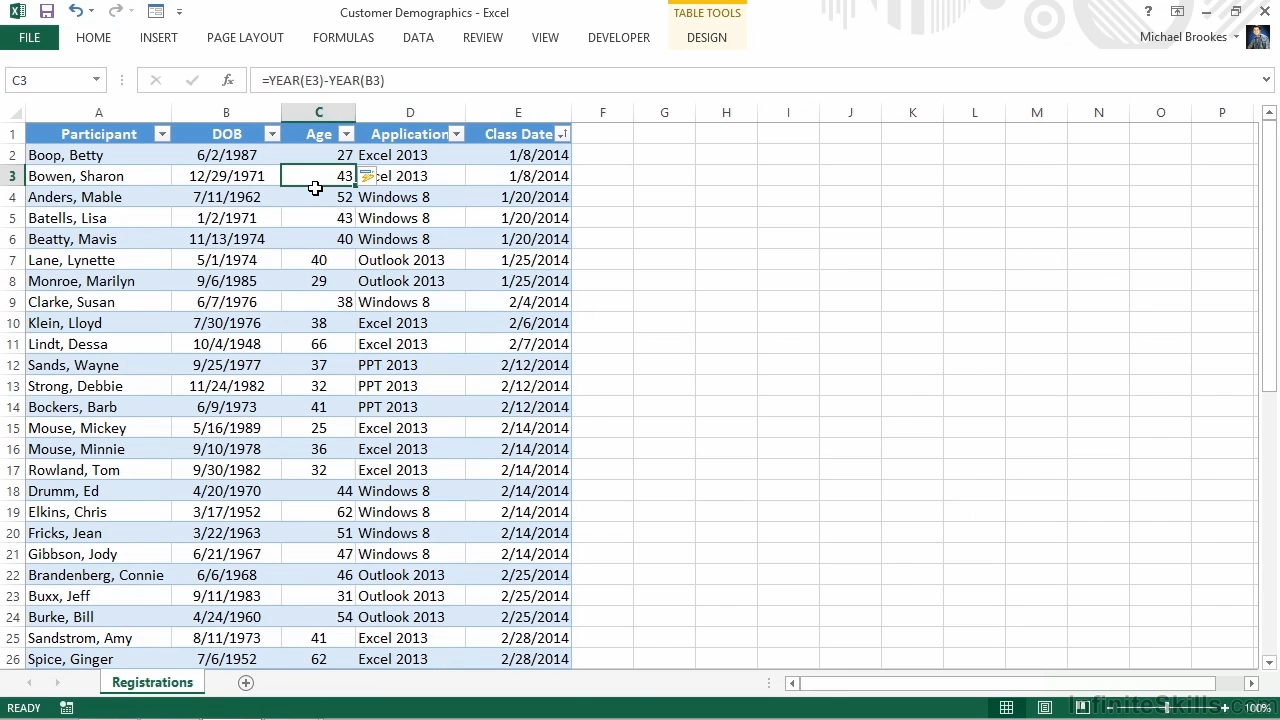 Customer Demographics - Excel
TABLE TOOLS
FILE HOME INSERT PAGE LAYOUT FORMULAS DATA REVIEW VIEW DEVELOPER DESIGN Michael Brookes
C3 fx =YEAR(E3)-YEAR(B3)
A B C D E F G H I J K L M N O P
1 Participant DOB Age Application Class Date
2 Boop, Betty 6/2/1987 27 Excel 2013 1/8/2014
3 Bowen, Sharon 12/29/1971 43 cel 2013 1/8/2014
4 Anders, Mable 7/11/1962 52 Windows 8 1/20/2014
5 Batells, Lisa 1/2/1971 43 Windows 8 1/20/2014
6 Beatty, Mavis 11/13/1974 40 Windows 8 1/20/2014
7 Lane, Lynette 5/1/1974 40 Outlook 2013 1/25/2014
8 Monroe, Marilyn 9/6/1985 29 Outlook 2013 1/25/2014
9 Clarke, Susan 6/7/1976 38 Windows 8 2/4/2014
10 Klein, Lloyd 7/30/1976 38 Excel 2013 2/6/2014
11 Lindt, Dessa 10/4/1948 66 Excel 2013 2/7/2014
12 Sands, Wayne 9/25/1977 37 PPT 2013 2/12/2014
13 Strong, Debbie 11/24/1982 32 PPT 2013 2/12/2014
14 Bockers, Barb 6/9/1973 41 PPT 2013 2/12/2014
15 Mouse, Mickey 5/16/1989 25 Excel 2013 2/14/2014
16 Mouse, Minnie 9/10/1978 36 Excel 2013 2/14/2014
17 Rowland, Tom 9/30/1982 32 Excel 2013 2/14/2014
18 Drumm, Ed 4/20/1970 44 Windows 8 2/14/2014
19 Elkins, Chris 3/17/1952 62 Windows 8 2/14/2014
20 Fricks, Jean 3/22/1963 51 Windows 8 2/14/2014
21 Gibbson, Jody 6/21/1967 47 Windows 8 2/14/2014
22 Brandenberg, Connie 6/6/1968 46 Outlook 2013 2/25/2014
23 Buxx, Jeff 9/11/1983 31 Outlook 2013 2/25/2014
24 Burke, Bill 4/24/1960 54 Outlook 2013 2/25/2014
25 Sandstrom, Amy 8/11/1973 41 Excel 2013 2/28/2014
26 Spice, Ginger 7/6/1952 62 Excel 2013 2/28/2014
Registrations
READY 100%
InfiniteSkills.com